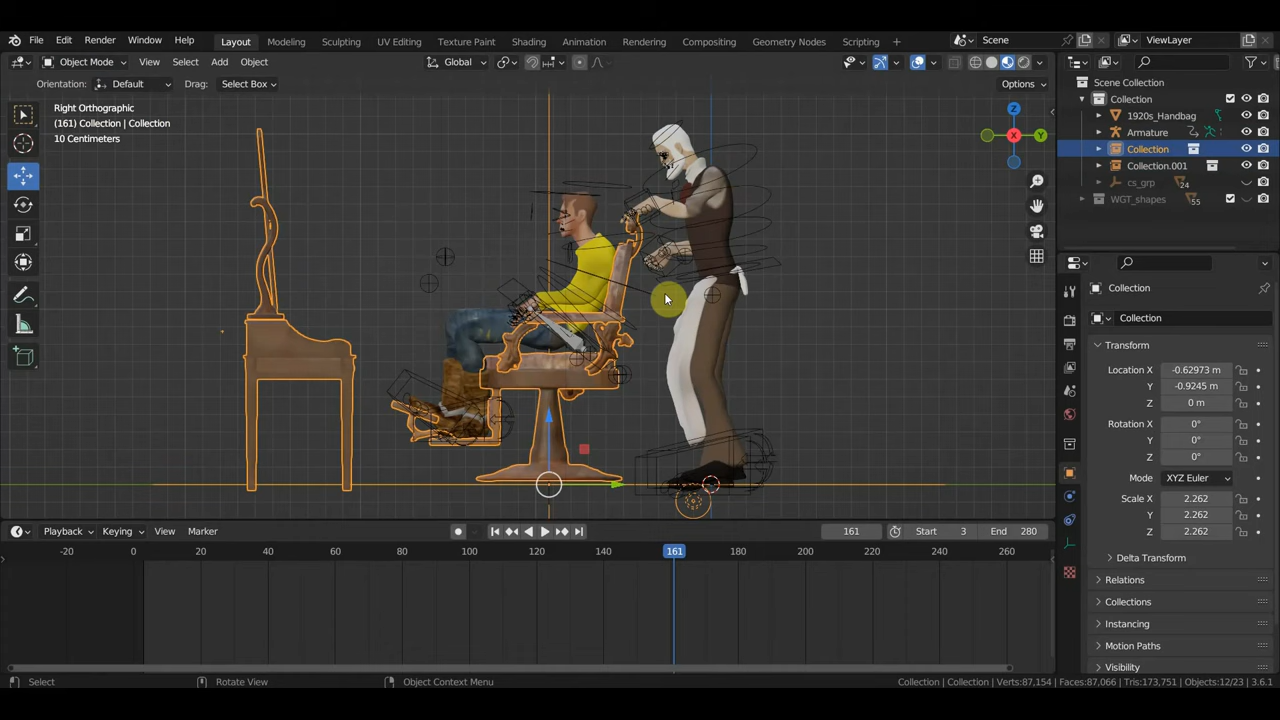 File Edit Render Window Help Layout Modeling Sculpting UV Editing Texture Paint Shading Animation Rendering Compositing Geometry Nodes Scripting + Scene ViewLayer
Object Mode View Select Add Object Global
Orientation: Default Drag: Select Box Options
Right Orthographic
(161) Collection | Collection
10 Centimeters
Z
X
Y
Scene Collection
Collection
1920s_Handbag
Armature
Collection
Collection.001
cs_grp 24
WGT_shapes 55
Collection
Collection
Transform
Location X -0.62973 m
Y -0.9245 m
Z 0 m
Rotation X 0°
Y 0°
Z 0°
Mode XYZ Euler
Scale X 2.262
Y 2.262
Z 2.262
Delta Transform
Relations
Collections
Instancing
Motion Paths
Visibility
Playback Keying View Marker 161 Start 3 End 280
-20 0 20 40 60 80 100 120 140 161 180 200 220 240 260
Select Rotate View Object Context Menu Collection | Collection | Verts:87,154 | Faces:87,066 | Tris:173,751 | Objects:12/23 | 3.6.1